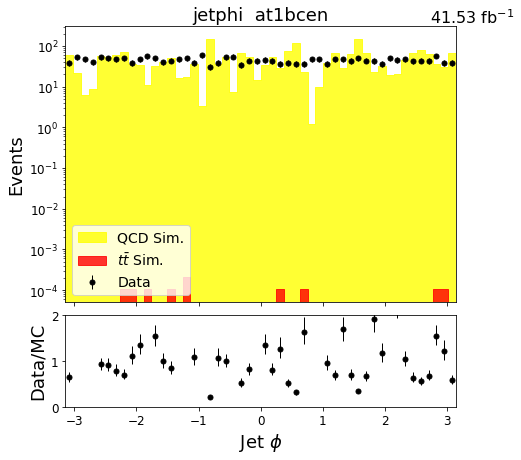 jetphi at1bcen
41.53 fb⁻¹
Events
10²
10¹
10⁰
10⁻¹
10⁻²
10⁻³
10⁻⁴
QCD Sim.
tt̄ Sim.
Data
Data/MC
2
1
0
−3 −2 −1 0 1 2 3
Jet ϕ